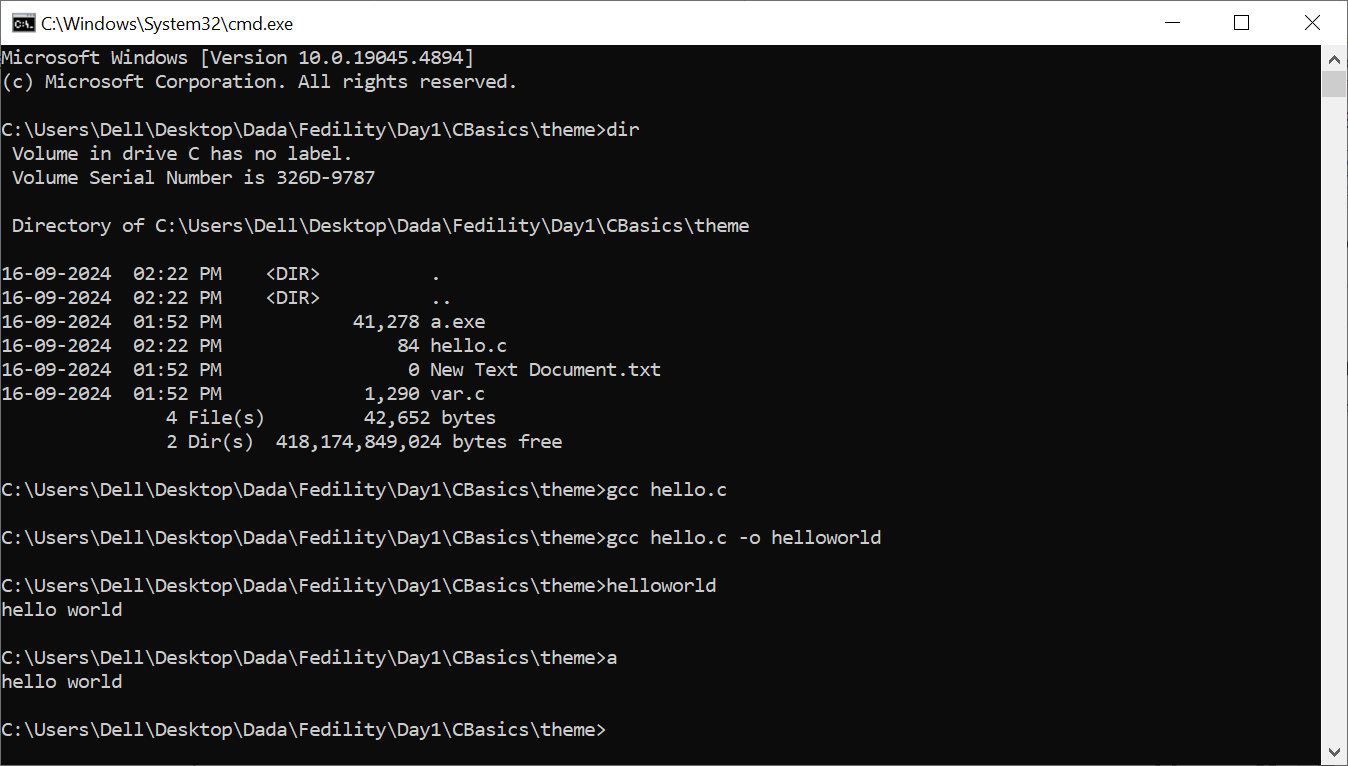 C:\Windows\System32\cmd.exe
Microsoft Windows [Version 10.0.19045.4894]
(c) Microsoft Corporation. All rights reserved.
C:\Users\Dell\Desktop\Dada\Fedility\Day1\CBasics\theme>dir
 Volume in drive C has no label.
 Volume Serial Number is 326D-9787
 Directory of C:\Users\Dell\Desktop\Dada\Fedility\Day1\CBasics\theme
16-09-2024  02:22 PM    <DIR>          .
16-09-2024  02:22 PM    <DIR>          ..
16-09-2024  01:52 PM            41,278 a.exe
16-09-2024  02:22 PM                84 hello.c
16-09-2024  01:52 PM                 0 New Text Document.txt
16-09-2024  01:52 PM             1,290 var.c
               4 File(s)         42,652 bytes
               2 Dir(s)  418,174,849,024 bytes free
C:\Users\Dell\Desktop\Dada\Fedility\Day1\CBasics\theme>gcc hello.c
C:\Users\Dell\Desktop\Dada\Fedility\Day1\CBasics\theme>gcc hello.c -o helloworld
C:\Users\Dell\Desktop\Dada\Fedility\Day1\CBasics\theme>helloworld
hello world
C:\Users\Dell\Desktop\Dada\Fedility\Day1\CBasics\theme>a
hello world
C:\Users\Dell\Desktop\Dada\Fedility\Day1\CBasics\theme>